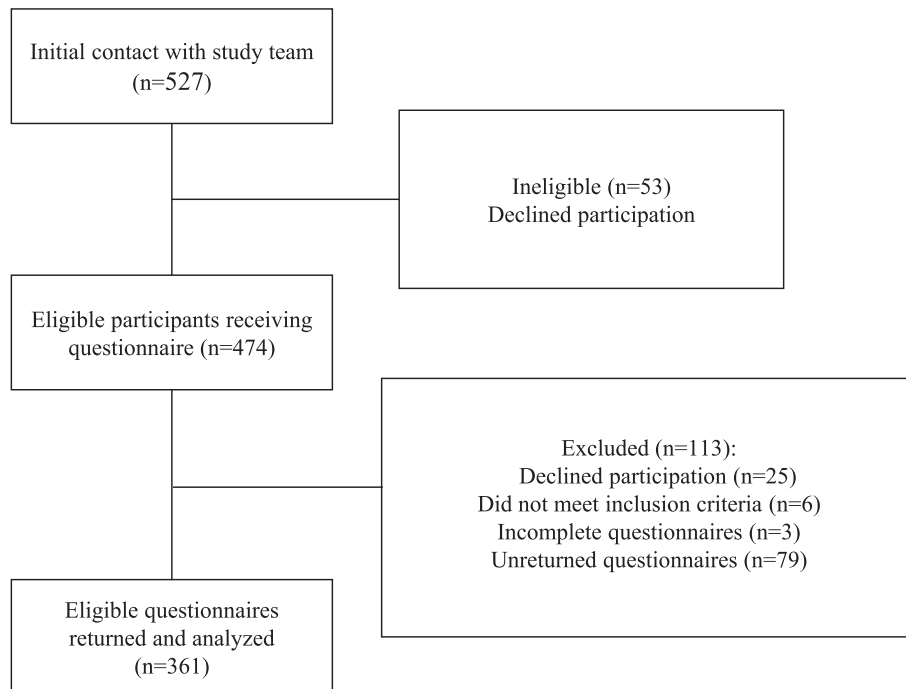 Initial contact with study team
(n=527)
Ineligible (n=53)
Declined participation
Eligible participants receiving
questionnaire (n=474)
Excluded (n=113):
Declined participation (n=25)
Did not meet inclusion criteria (n=6)
Incomplete questionnaires (n=3)
Unreturned questionnaires (n=79)
Eligible questionnaires
returned and analyzed
(n=361)